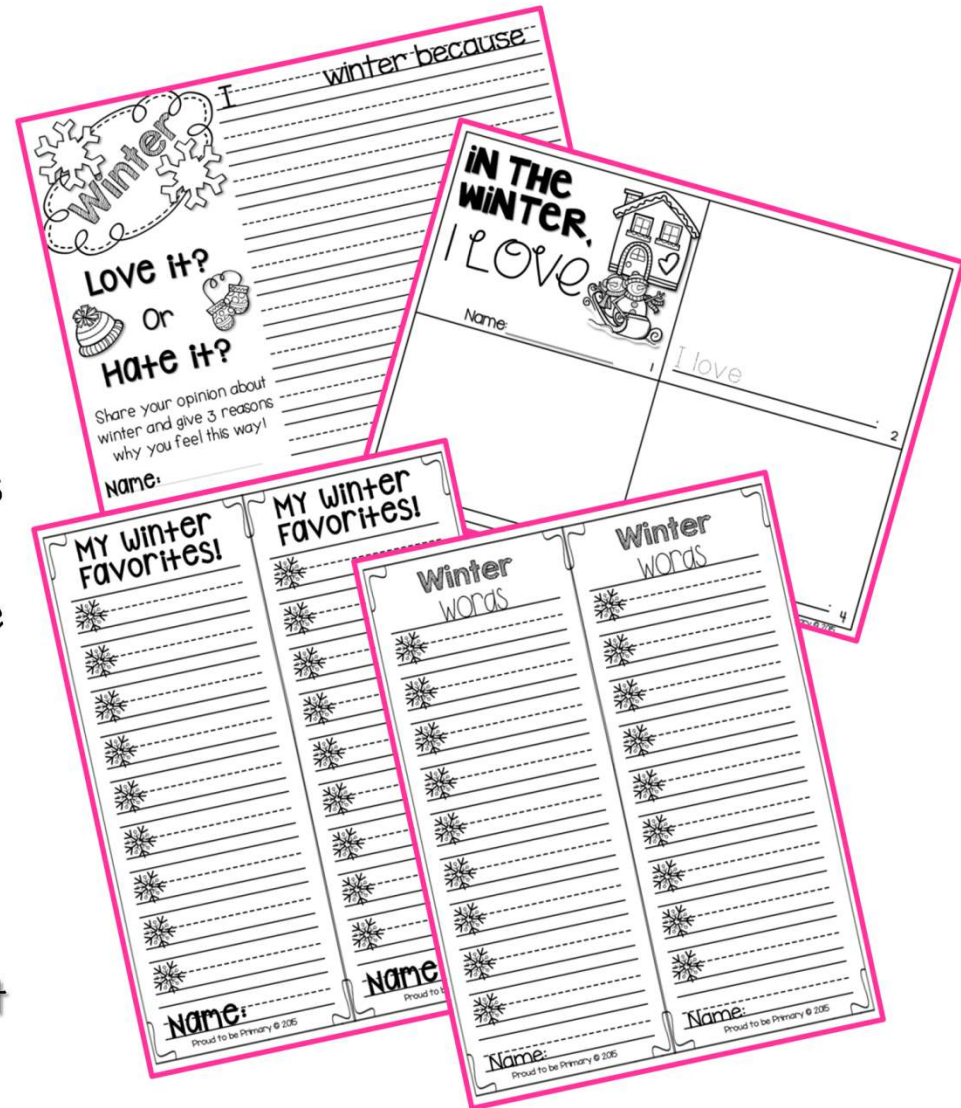 I winter because
Winter
Love it?
Or
Hate it?
Share your opinion about
winter and give 3 reasons
why you feel this way!
Name:
IN THE
WINTER,
I LOVE
Name:
1
I love
.
2
.
4
MY Winter
Favorites!
Name:
Proud to be Primary © 2015
MY Winter
Favorites!
Name
Proud to b
Winter
words
Name:
Proud to be Primary © 2015
Winter
words
Name:
Proud to be Primary © 2015